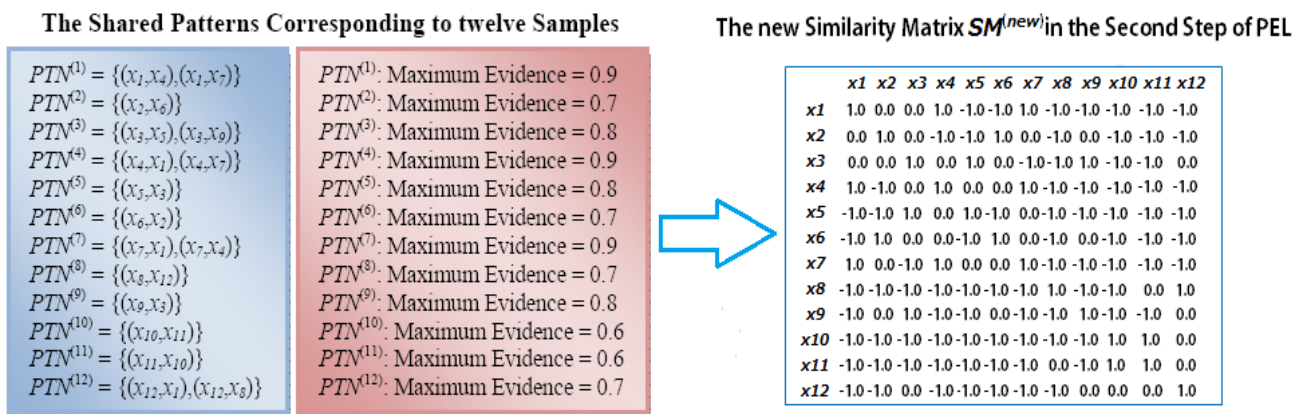 The Shared Patterns Corresponding to twelve Samples
PTN⁽¹⁾ = {(x₁,x₄),(x₁,x₇)}
PTN⁽²⁾ = {(x₂,x₆)}
PTN⁽³⁾ = {(x₃,x₅),(x₃,x₉)}
PTN⁽⁴⁾ = {(x₄,x₁),(x₄,x₇)}
PTN⁽⁵⁾ = {(x₅,x₃)}
PTN⁽⁶⁾ = {(x₆,x₂)}
PTN⁽⁷⁾ = {(x₇,x₁),(x₇,x₄)}
PTN⁽⁸⁾ = {(x₈,x₁₂)}
PTN⁽⁹⁾ = {(x₉,x₃)}
PTN⁽¹⁰⁾ = {(x₁₀,x₁₁)}
PTN⁽¹¹⁾ = {(x₁₁,x₁₀)}
PTN⁽¹²⁾ = {(x₁₂,x₁),(x₁₂,x₈)}
PTN⁽¹⁾: Maximum Evidence = 0.9
PTN⁽²⁾: Maximum Evidence = 0.7
PTN⁽³⁾: Maximum Evidence = 0.8
PTN⁽⁴⁾: Maximum Evidence = 0.9
PTN⁽⁵⁾: Maximum Evidence = 0.8
PTN⁽⁶⁾: Maximum Evidence = 0.7
PTN⁽⁷⁾: Maximum Evidence = 0.9
PTN⁽⁸⁾: Maximum Evidence = 0.7
PTN⁽⁹⁾: Maximum Evidence = 0.8
PTN⁽¹⁰⁾: Maximum Evidence = 0.6
PTN⁽¹¹⁾: Maximum Evidence = 0.6
PTN⁽¹²⁾: Maximum Evidence = 0.7
The new Similarity Matrix SM⁽ⁿᵉʷ⁾ in the Second Step of PEL
x1 x2 x3 x4 x5 x6 x7 x8 x9 x10 x11 x12
x1 1.0 0.0 0.0 1.0 -1.0 -1.0 1.0 -1.0 -1.0 -1.0 -1.0 -1.0
x2 0.0 1.0 0.0 -1.0 -1.0 1.0 0.0 -1.0 0.0 -1.0 -1.0 -1.0
x3 0.0 0.0 1.0 0.0 1.0 0.0 -1.0 -1.0 1.0 -1.0 -1.0 0.0
x4 1.0 -1.0 0.0 1.0 0.0 0.0 1.0 -1.0 -1.0 -1.0 -1.0 -1.0
x5 -1.0 -1.0 1.0 0.0 1.0 -1.0 0.0 -1.0 -1.0 -1.0 -1.0 -1.0
x6 -1.0 1.0 0.0 0.0 -1.0 1.0 0.0 -1.0 0.0 -1.0 -1.0 -1.0
x7 1.0 0.0 -1.0 1.0 0.0 0.0 1.0 -1.0 -1.0 -1.0 -1.0 -1.0
x8 -1.0 -1.0 -1.0 -1.0 -1.0 -1.0 -1.0 1.0 -1.0 -1.0 0.0 1.0
x9 -1.0 0.0 1.0 -1.0 -1.0 0.0 -1.0 -1.0 1.0 -1.0 -1.0 0.0
x10 -1.0 -1.0 -1.0 -1.0 -1.0 -1.0 -1.0 -1.0 -1.0 1.0 1.0 0.0
x11 -1.0 -1.0 -1.0 -1.0 -1.0 -1.0 -1.0 0.0 -1.0 1.0 1.0 0.0
x12 -1.0 -1.0 0.0 -1.0 -1.0 -1.0 -1.0 -1.0 0.0 0.0 0.0 1.0